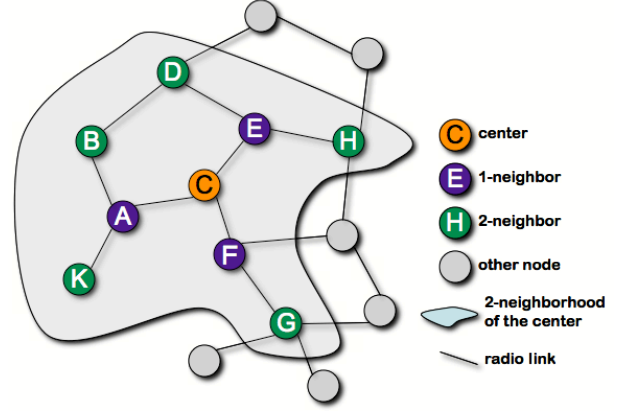 D
E
B
H
C
A
F
K
G
C center
E 1-neighbor
H 2-neighbor
other node
2-neighborhood
of the center
radio link